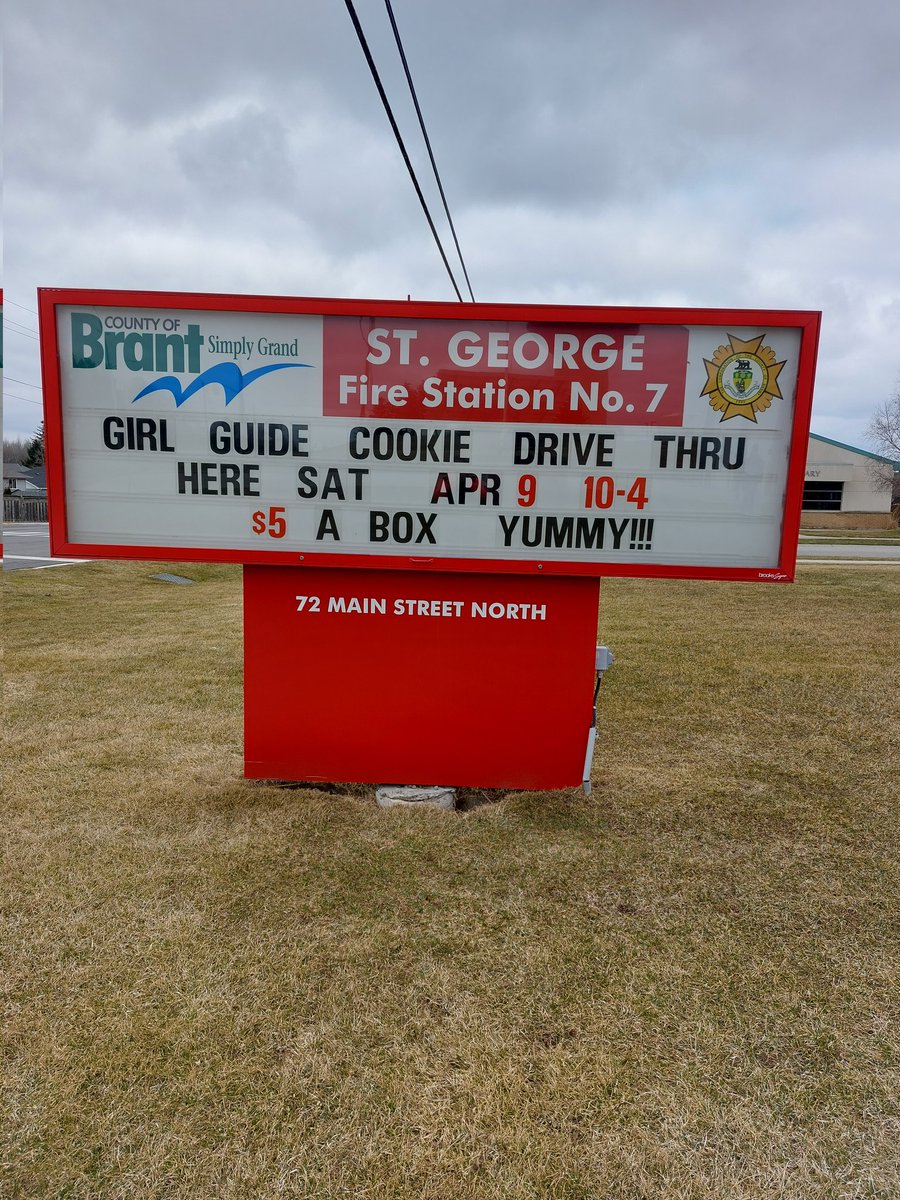 COUNTY OF
Brant Simply Grand
ST. GEORGE
Fire Station No. 7
GIRL GUIDE COOKIE DRIVE THRU
HERE SAT APR 9 10-4
$5 A BOX YUMMY!!!
72 MAIN STREET NORTH